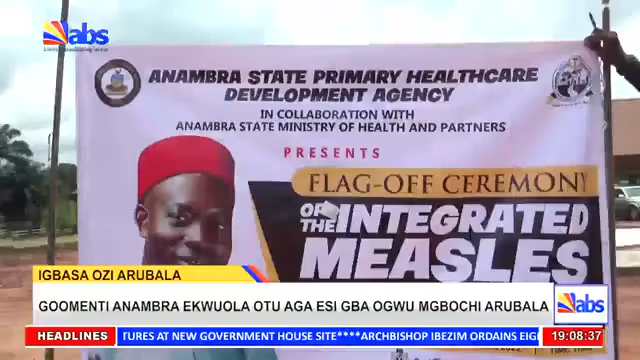 abs
ANAMBRA STATE PRIMARY HEALTHCARE
DEVELOPMENT AGENCY
IN COLLABORATION WITH
ANAMBRA STATE MINISTRY OF HEALTH AND PARTNERS
PRESENTS
FLAG-OFF CEREMONY
OF THE INTEGRATED
MEASLES
IGBASA OZI ARUBALA
GOOMENTI ANAMBRA EKWUOLA OTU AGA ESI GBA OGWU MGBOCHI ARUBALA
abs
HEADLINES
TURES AT NEW GOVERNMENT HOUSE SITE****ARCHBISHOP IBEZIM ORDAINS EIG
19:08:37